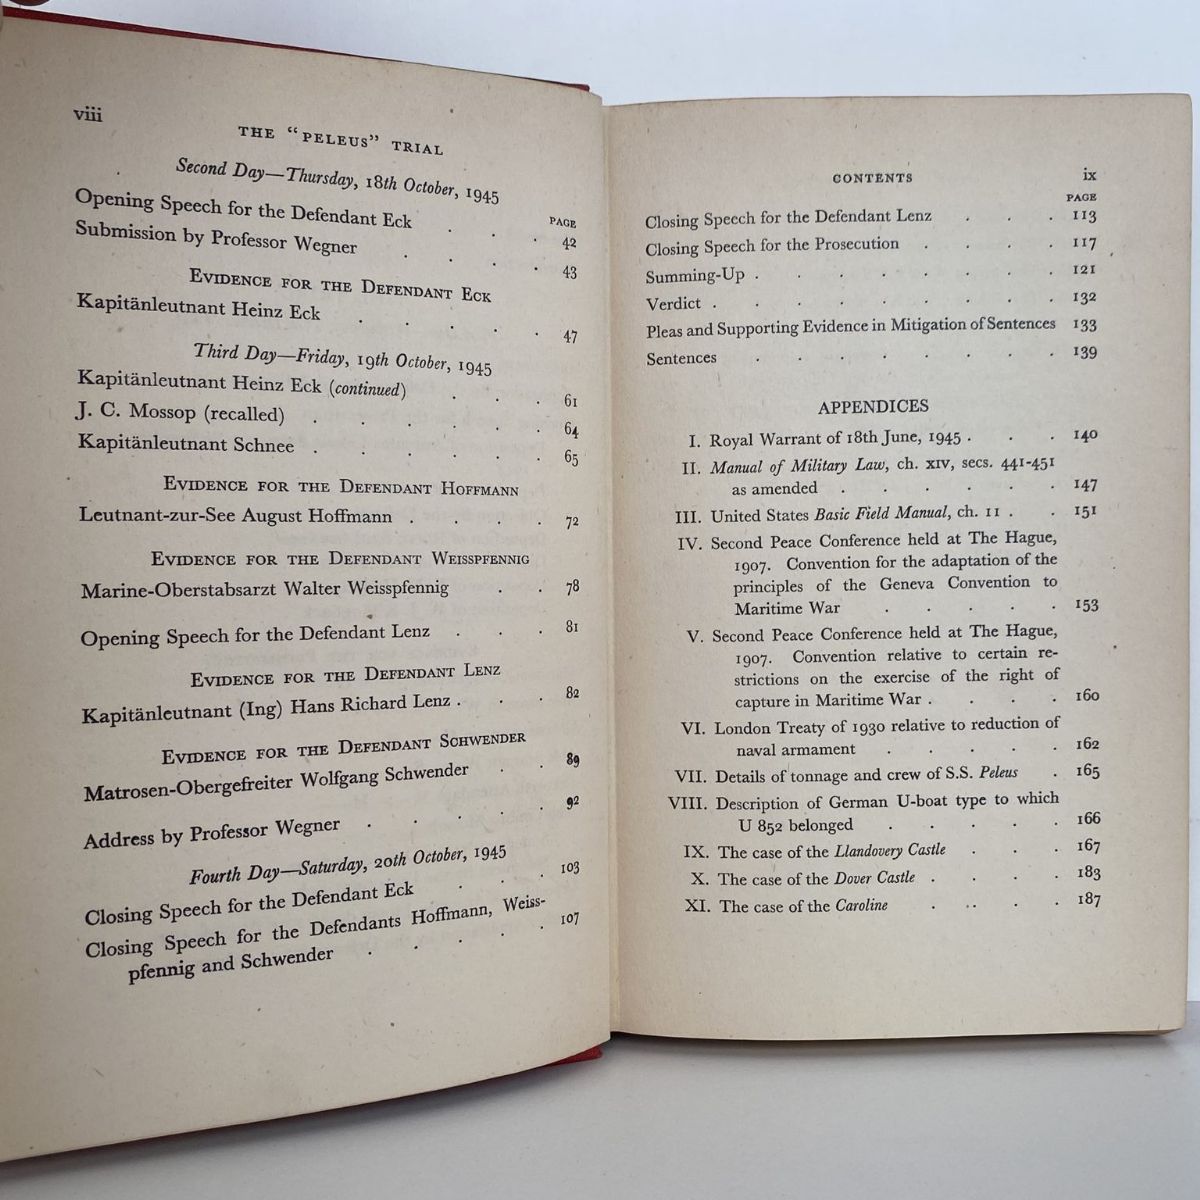 viii
THE "PELEUS" TRIAL
Second Day—Thursday, 18th October, 1945
PAGE
Opening Speech for the Defendant Eck . . . 42
Submission by Professor Wegner . . . . 43
EVIDENCE FOR THE DEFENDANT ECK
Kapitänleutnant Heinz Eck . . . . . 47
Third Day—Friday, 19th October, 1945
Kapitänleutnant Heinz Eck (continued) . . . 61
J. C. Mossop (recalled) . . . . . . 64
Kapitänleutnant Schnee . . . . . . 65
EVIDENCE FOR THE DEFENDANT HOFFMANN
Leutnant-zur-See August Hoffmann . . . . 72
EVIDENCE FOR THE DEFENDANT WEISSPFENNIG
Marine-Oberstabsarzt Walter Weisspfennig . . 78
Opening Speech for the Defendant Lenz . . . 81
EVIDENCE FOR THE DEFENDANT LENZ
Kapitänleutnant (Ing) Hans Richard Lenz . . . 82
EVIDENCE FOR THE DEFENDANT SCHWENDER
Matrosen-Obergefreiter Wolfgang Schwender . . 89
Address by Professor Wegner . . . . . 92
Fourth Day—Saturday, 20th October, 1945
Closing Speech for the Defendant Eck . . . 103
Closing Speech for the Defendants Hoffmann, Weiss-
pfennig and Schwender . . . . . 107
CONTENTS ix
PAGE
Closing Speech for the Defendant Lenz . . . 113
Closing Speech for the Prosecution . . . . 117
Summing-Up . . . . . . . . 121
Verdict . . . . . . . . . 132
Pleas and Supporting Evidence in Mitigation of Sentences 133
Sentences . . . . . . . . 139
APPENDICES
I. Royal Warrant of 18th June, 1945 . . . 140
II. Manual of Military Law, ch. xiv, secs. 441-451
as amended . . . . . . 147
III. United States Basic Field Manual, ch. 11 . . 151
IV. Second Peace Conference held at The Hague,
1907. Convention for the adaptation of the
principles of the Geneva Convention to
Maritime War . . . . . 153
V. Second Peace Conference held at The Hague,
1907. Convention relative to certain re-
strictions on the exercise of the right of
capture in Maritime War . . . . 160
VI. London Treaty of 1930 relative to reduction of
naval armament . . . . . 162
VII. Details of tonnage and crew of S.S. Peleus . 165
VIII. Description of German U-boat type to which
U 852 belonged . . . . . 166
IX. The case of the Llandovery Castle . . . 167
X. The case of the Dover Castle . . . . 183
XI. The case of the Caroline . . . . 187